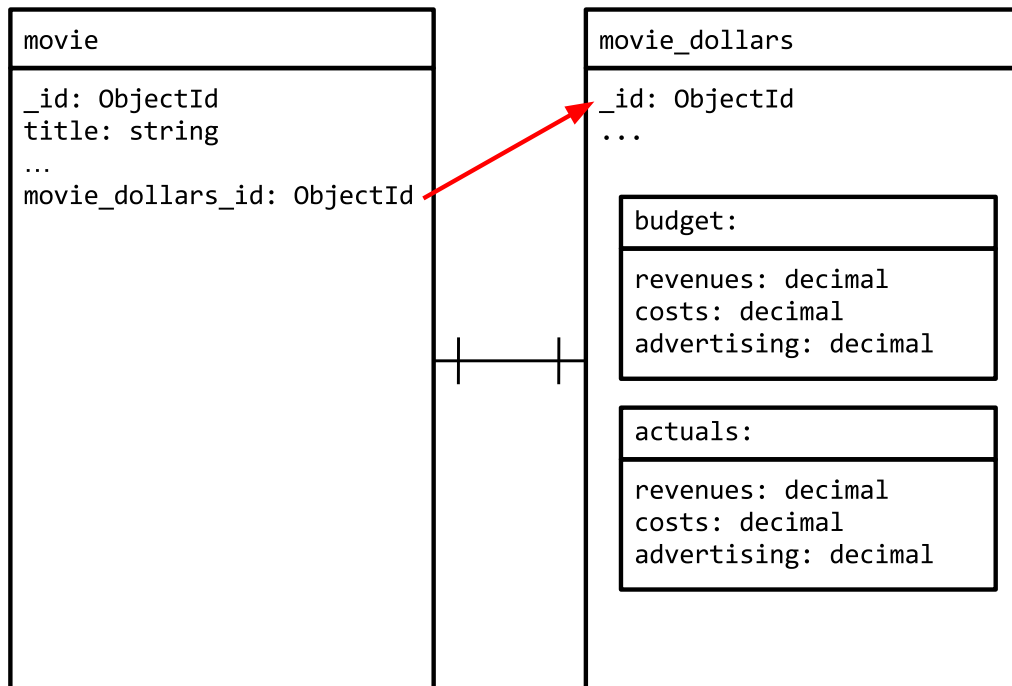 movie
_id: ObjectId
title: string
...
movie_dollars_id: ObjectId
movie_dollars
_id: ObjectId
...
budget:
revenues: decimal
costs: decimal
advertising: decimal
actuals:
revenues: decimal
costs: decimal
advertising: decimal